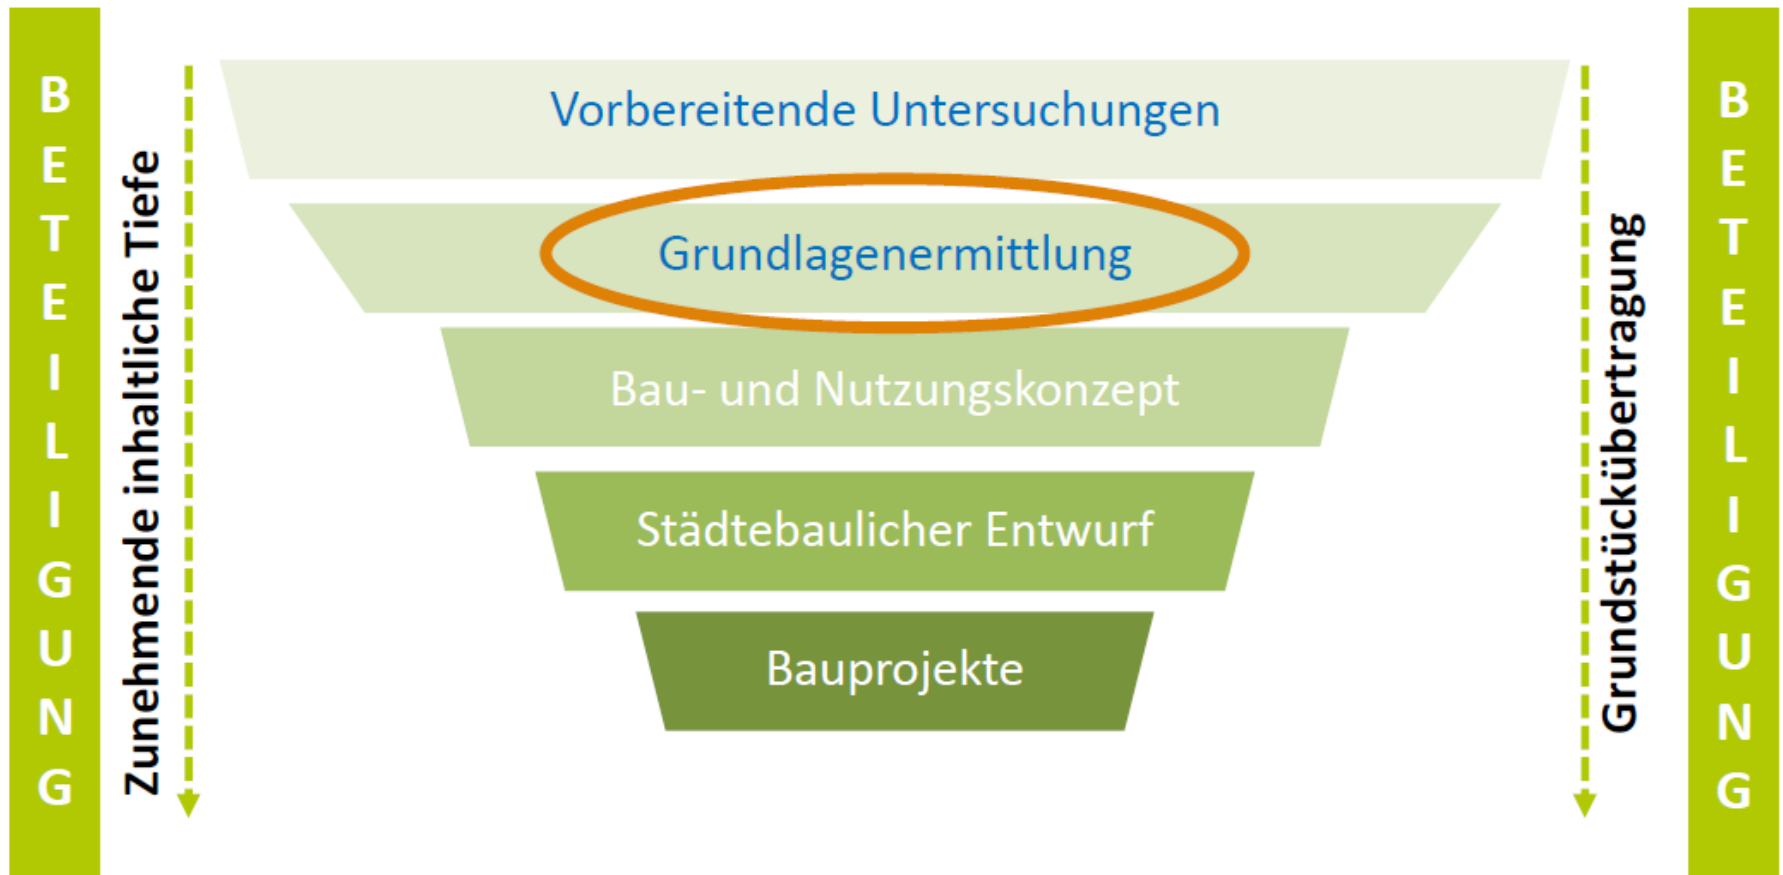 BETEILIGUNG
Zunehmende inhaltliche Tiefe
Vorbereitende Untersuchungen
Grundlagenermittlung
Bau- und Nutzungskonzept
Städtebaulicher Entwurf
Bauprojekte
Grundstückübertragung
BETEILIGUNG